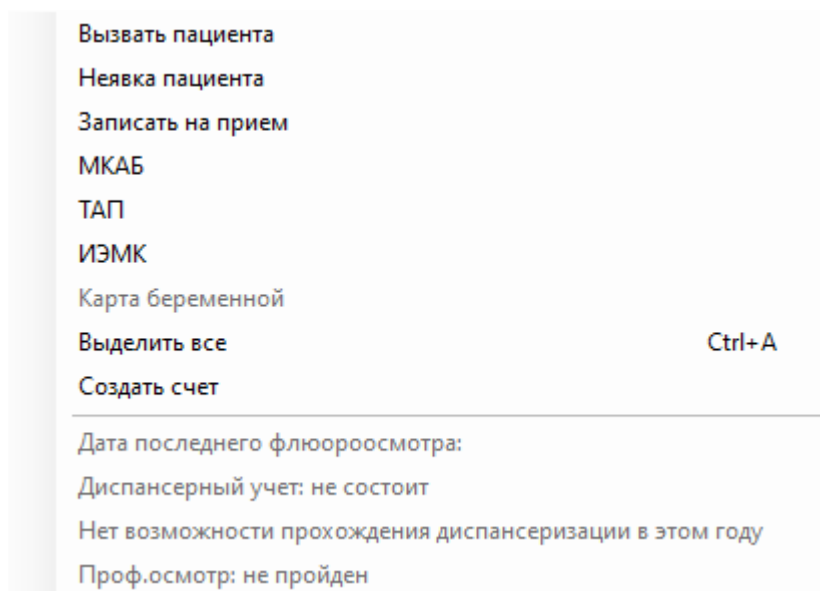 Вызвать пациента
Неявка пациента
Записать на прием
МКАБ
ТАП
ИЭМК
Карта беременной
Выделить все Ctrl+A
Создать счет
Дата последнего флюороосмотра:
Диспансерный учет: не состоит
Нет возможности прохождения диспансеризации в этом году
Проф.осмотр: не пройден